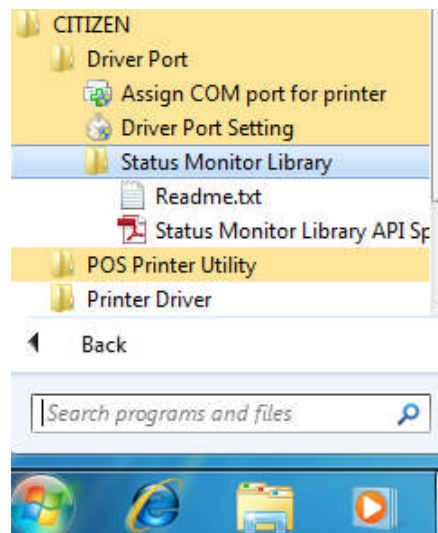 CITIZEN
Driver Port
Assign COM port for printer
Driver Port Setting
Status Monitor Library
Readme.txt
Status Monitor Library API Sp
POS Printer Utility
Printer Driver
Back
Search programs and files